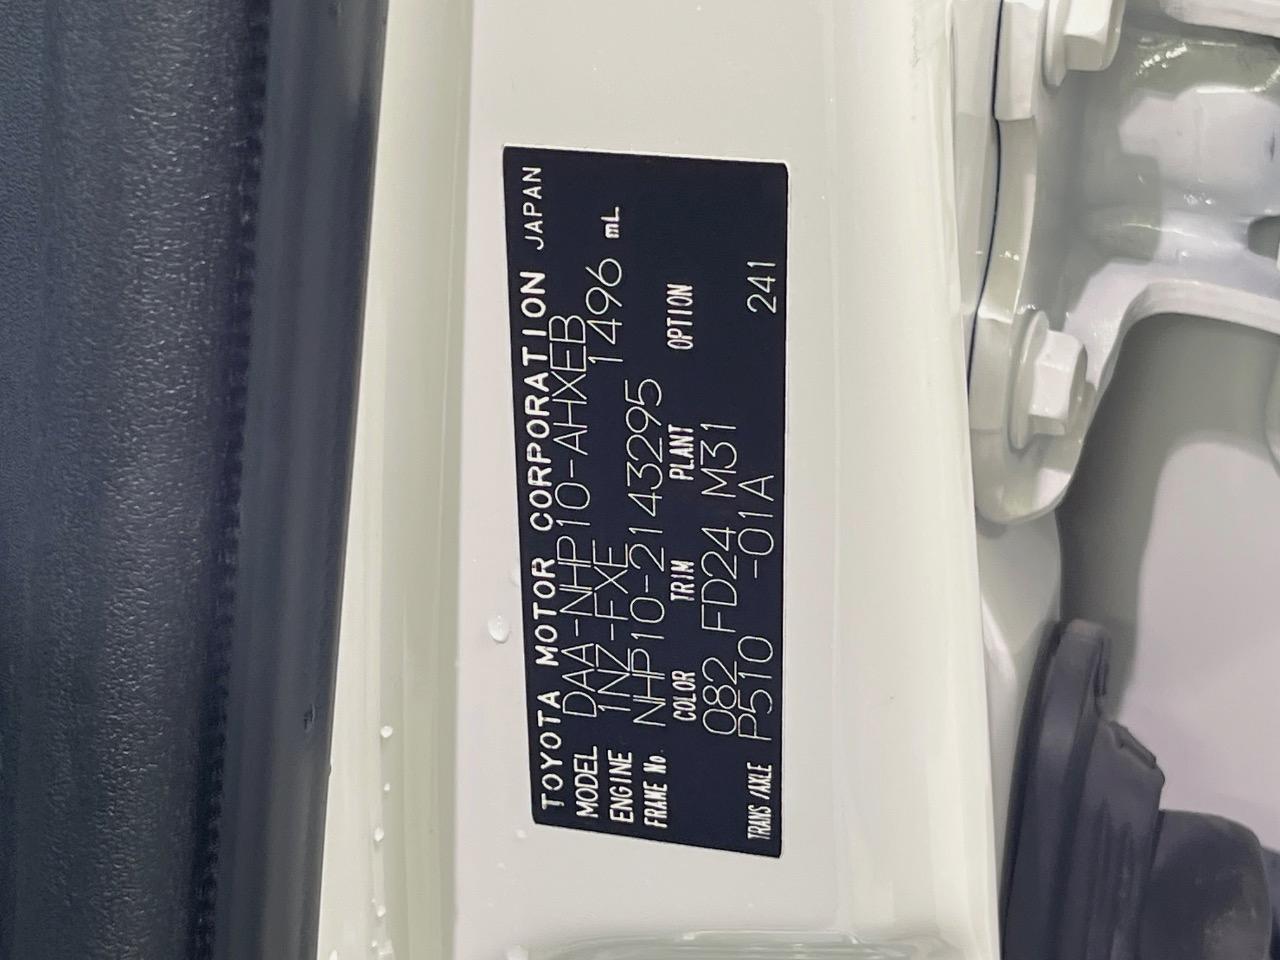 TOYOTA MOTOR CORPORATION JAPAN
MODEL DAA-NHP10-AHXEB
ENGINE 1NZ-FXE 1496 mL
FRAME No. NHP10-2143295
COLOR TRIM PLANT OPTION
082 FD24 M31
TRANS/AXLE P510 -01A 241